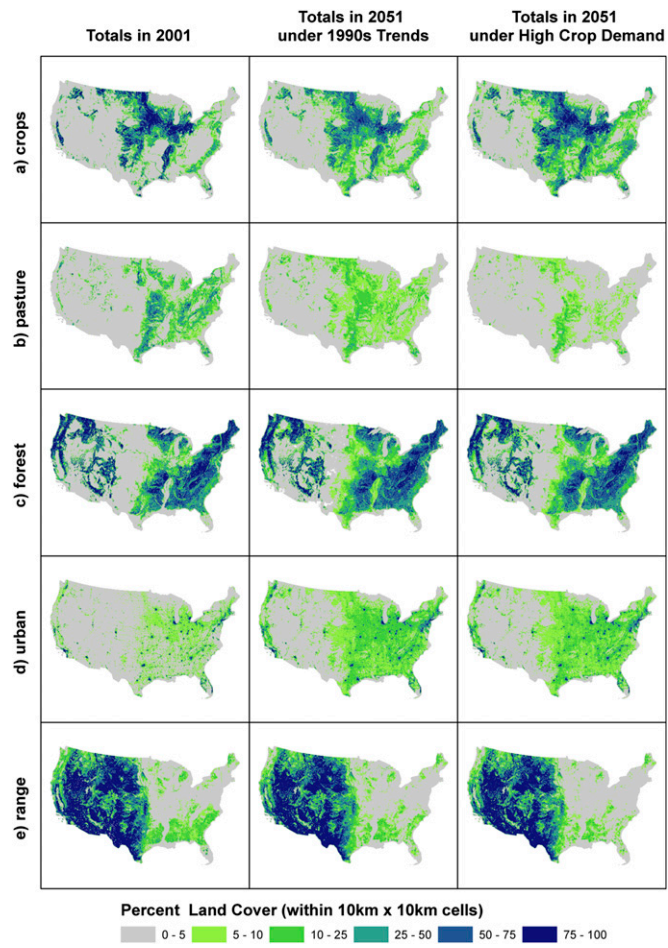 Totals in 2001
Totals in 2051
under 1990s Trends
Totals in 2051
under High Crop Demand
a) crops
b) pasture
c) forest
d) urban
e) range
Percent Land Cover (within 10km x 10km cells)
0 - 5
5 - 10
10 - 25
25 - 50
50 - 75
75 - 100